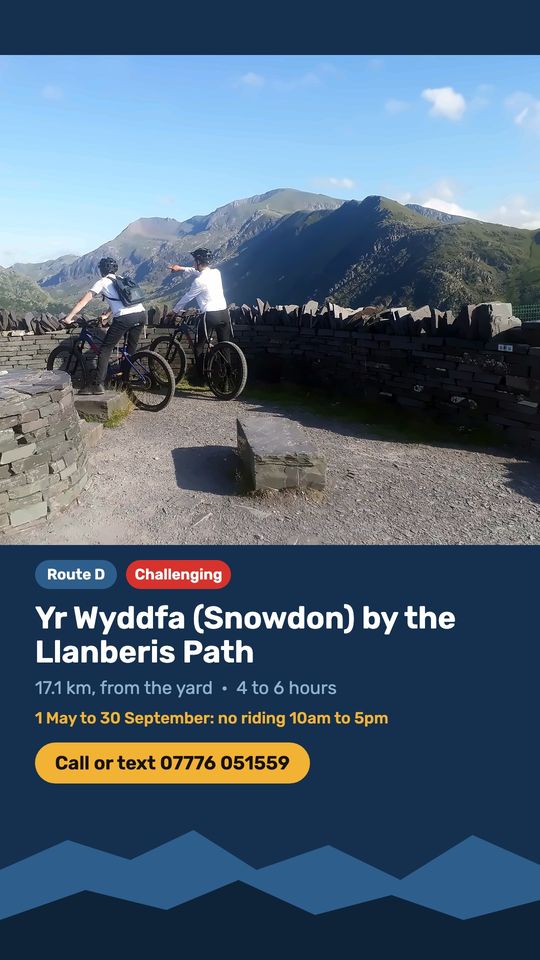 Route D
Challenging
Yr Wyddfa (Snowdon) by the
Llanberis Path
17.1 km, from the yard • 4 to 6 hours
1 May to 30 September: no riding 10am to 5pm
Call or text 07776 051559